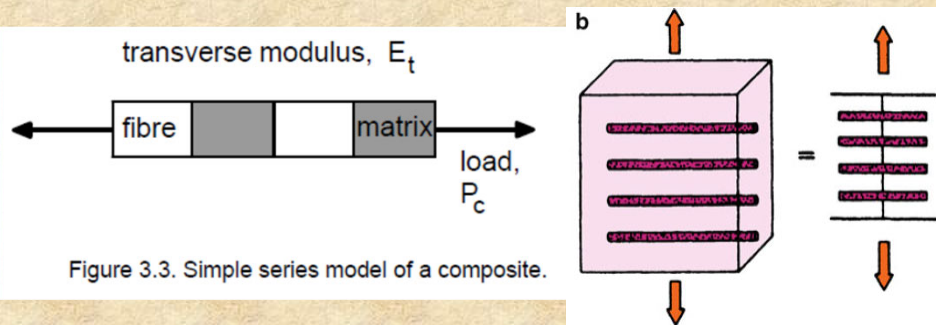 transverse modulus, Et
fibre
matrix
load,
Pc
Figure 3.3. Simple series model of a composite.
b
=